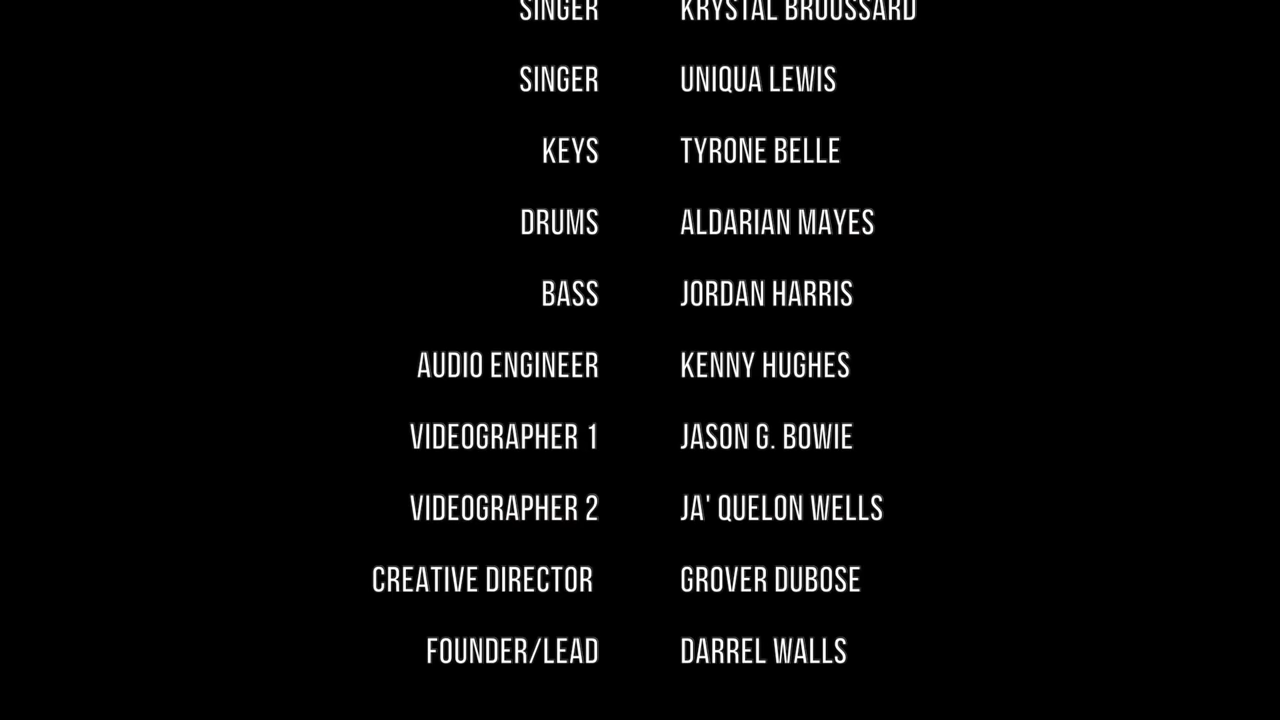 SINGER KRYSTAL BROUSSARD
SINGER UNIQUA LEWIS
KEYS TYRONE BELLE
DRUMS ALDARIAN MAYES
BASS JORDAN HARRIS
AUDIO ENGINEER KENNY HUGHES
VIDEOGRAPHER 1 JASON G. BOWIE
VIDEOGRAPHER 2 JA' QUELON WELLS
CREATIVE DIRECTOR GROVER DUBOSE
FOUNDER/LEAD DARREL WALLS